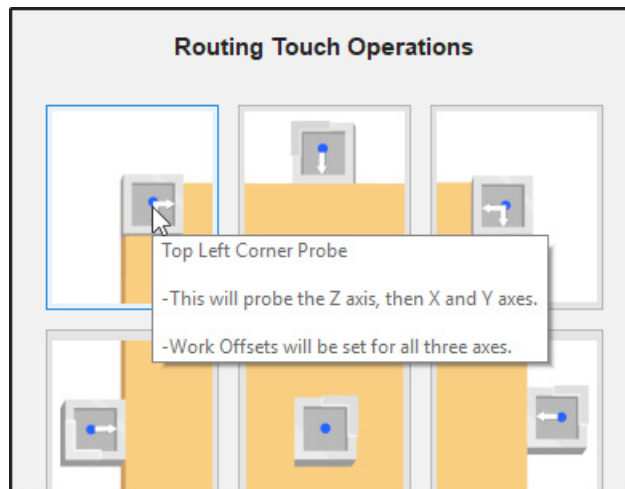 Routing Touch Operations
Top Left Corner Probe
-This will probe the Z axis, then X and Y axes.
-Work Offsets will be set for all three axes.